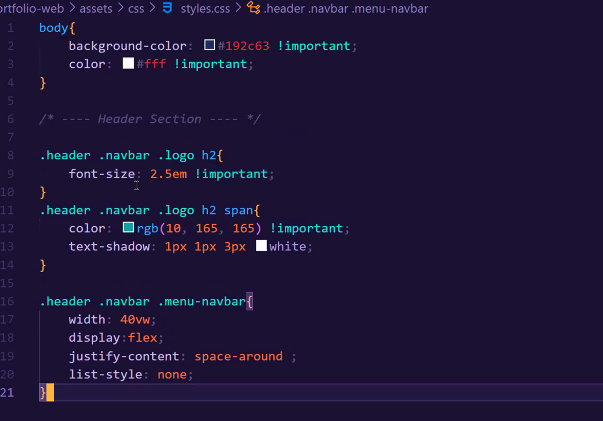 rtfolio-web > assets > css > styles.css > .header .navbar .menu-navbar
1 body{
2 background-color: #192c63 !important;
3 color: #fff !important;
4 }
5
6 /* ---- Header Section ---- */
7
8 .header .navbar .logo h2{
9 font-size: 2.5em !important;
10 }
11 .header .navbar .logo h2 span{
12 color: rgb(10, 165, 165) !important;
13 text-shadow: 1px 1px 3px white;
14 }
15
16 .header .navbar .menu-navbar{
17 width: 40vw;
18 display:flex;
19 justify-content: space-around ;
20 list-style: none;
21 }